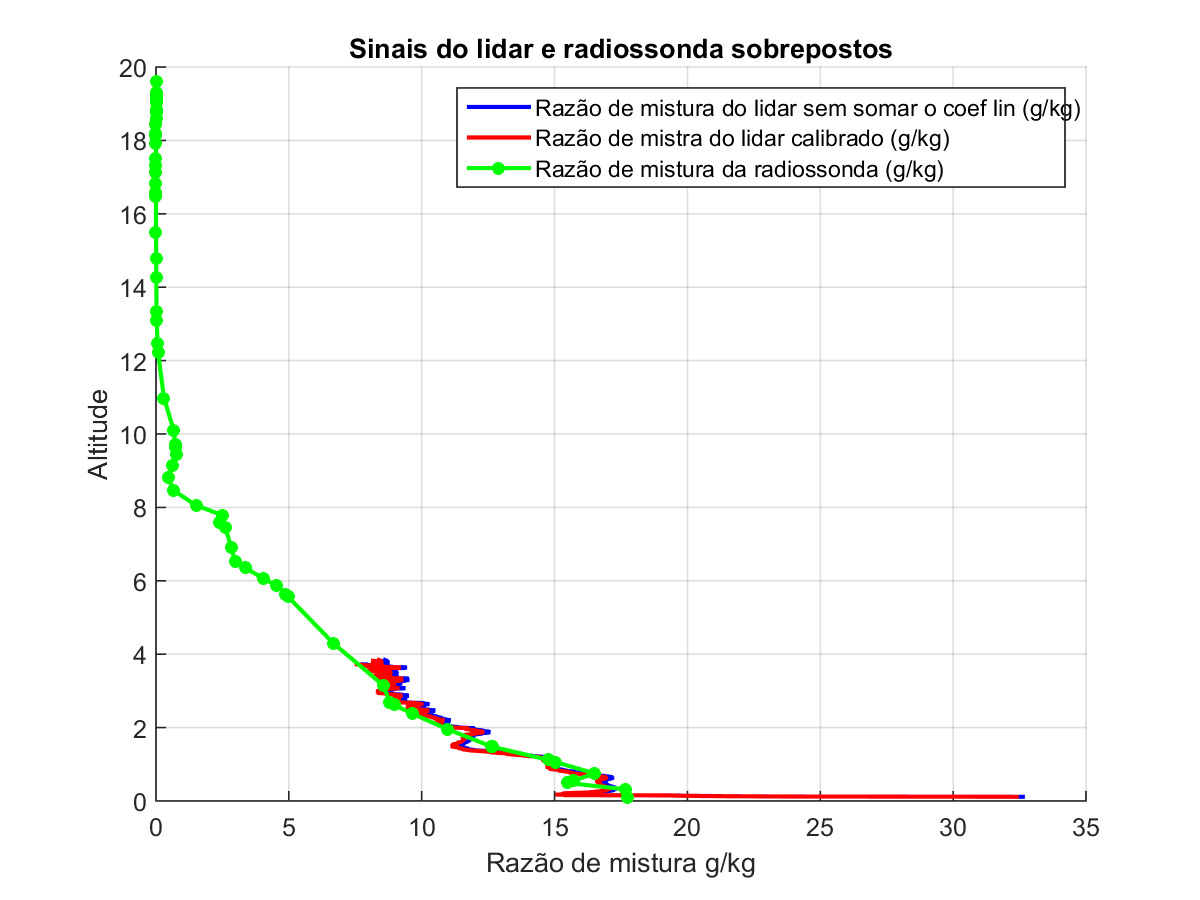 Sinais do lidar e radiossonda sobrepostos
Razão de mistura do lidar sem somar o coef lin (g/kg)
Razão de mistra do lidar calibrado (g/kg)
Razão de mistura da radiossonda (g/kg)
20
18
16
14
12
10
8
6
4
2
0
Altitude
0 5 10 15 20 25 30 35
Razão de mistura g/kg